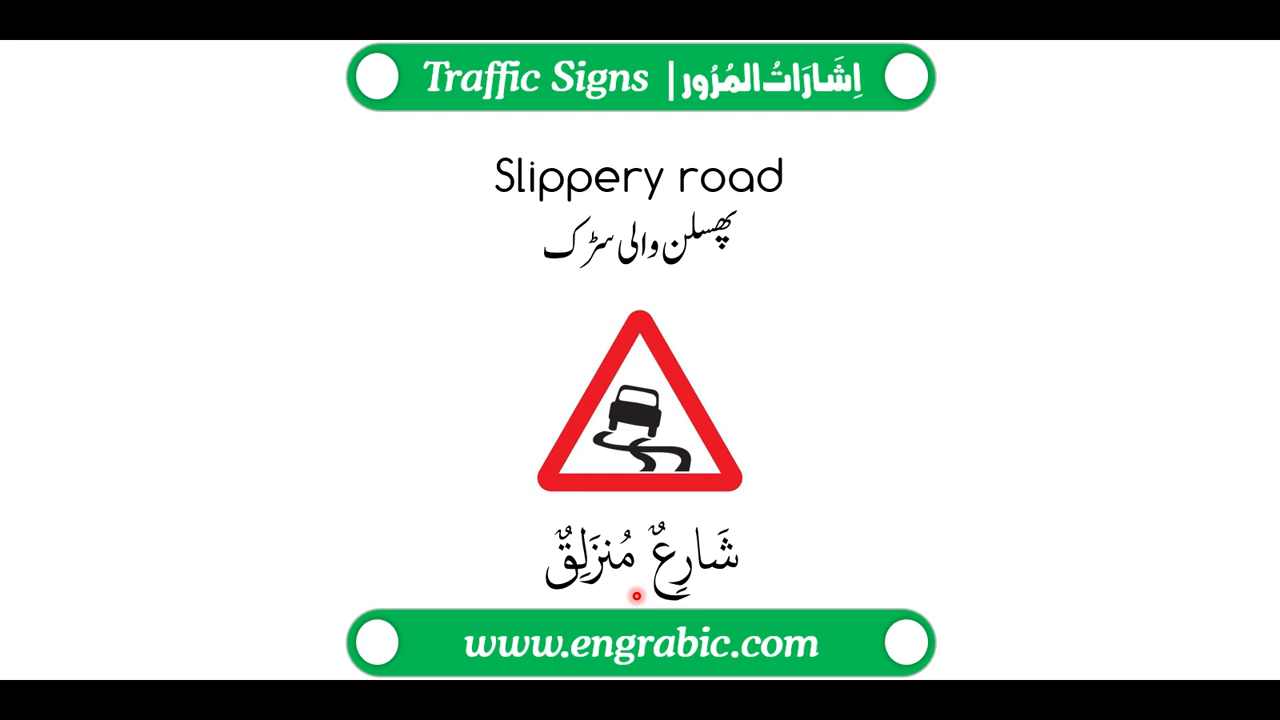 Traffic Signs | اِشَارَاتُ المُرُور
Slippery road
پھسلن والی سڑک
شَارِعٌ مُنزَلِقٌ
www.engrabic.com